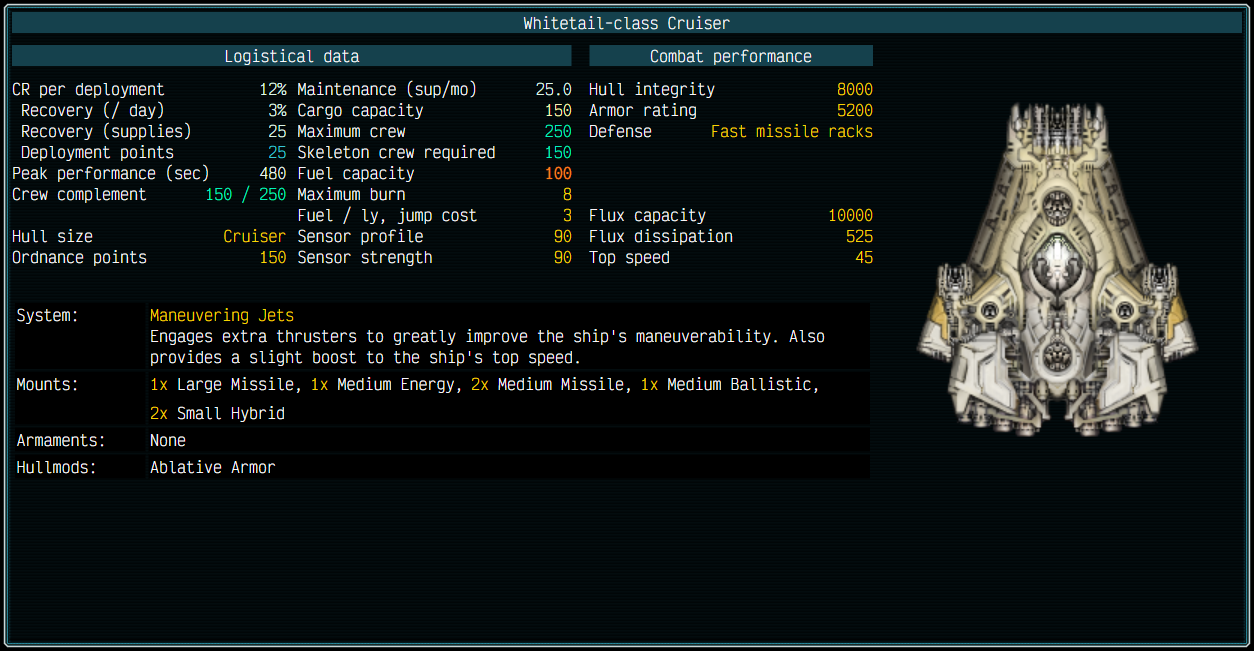 Whitetail-class Cruiser
Logistical data Combat performance
CR per deployment 12% Maintenance (sup/mo) 25.0 Hull integrity 8000
Recovery (/ day) 3% Cargo capacity 150 Armor rating 5200
Recovery (supplies) 25 Maximum crew 250 Defense Fast missile racks
Deployment points 25 Skeleton crew required 150
Peak performance (sec) 480 Fuel capacity 100
Crew complement 150 / 250 Maximum burn 8
Fuel / ly, jump cost 3 Flux capacity 10000
Hull size Cruiser Sensor profile 90 Flux dissipation 525
Ordnance points 150 Sensor strength 90 Top speed 45
System: Maneuvering Jets
Engages extra thrusters to greatly improve the ship's maneuverability. Also
provides a slight boost to the ship's top speed.
Mounts: 1x Large Missile, 1x Medium Energy, 2x Medium Missile, 1x Medium Ballistic,
2x Small Hybrid
Armaments: None
Hullmods: Ablative Armor